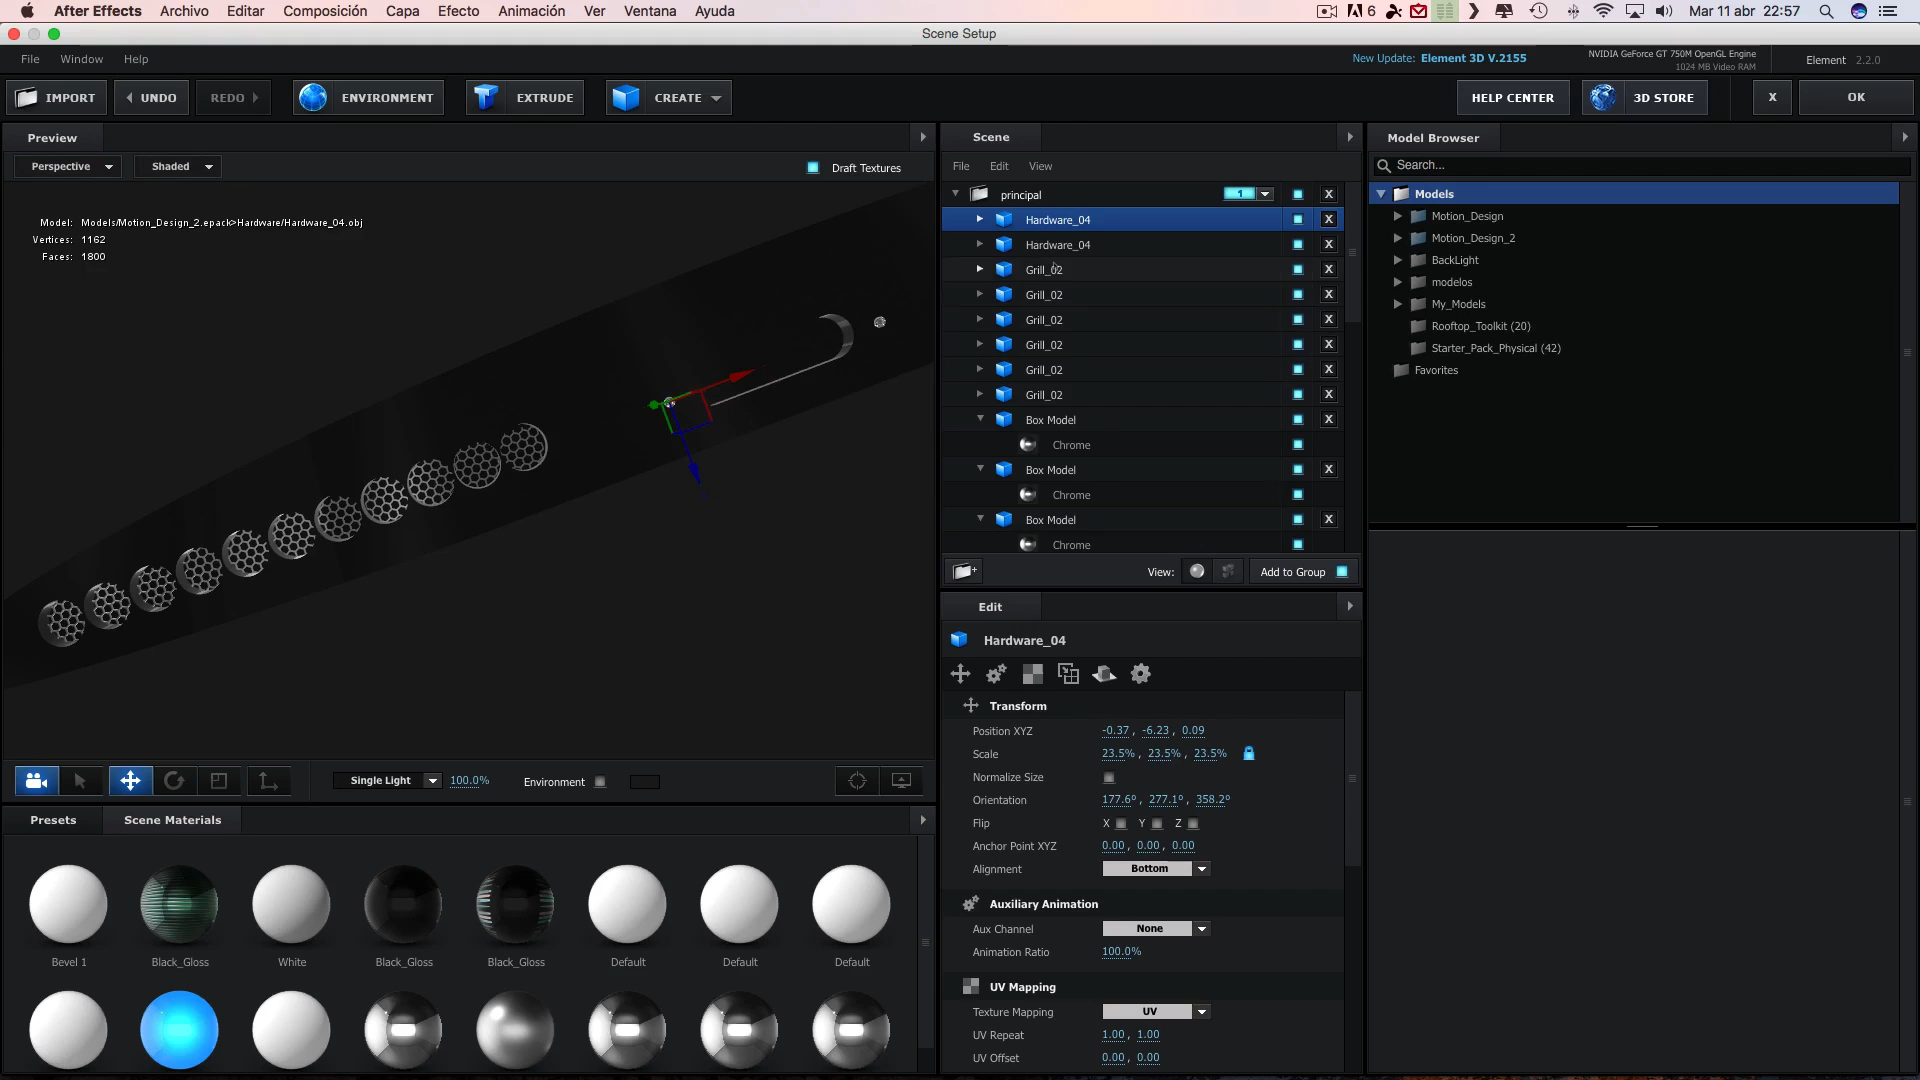 After Effects Archivo Editar Composición Capa Efecto Animación Ver Ventana Ayuda 6 Mar 11 abr 22:57
Scene Setup
File Window Help New Update: Element 3D V.2155 NVIDIA GeForce GT 750M OpenGL Engine Element 2.2.0
1024 MB Video RAM
IMPORT UNDO REDO ENVIRONMENT EXTRUDE CREATE HELP CENTER 3D STORE X OK
Preview
Perspective Shaded Draft Textures
Model: Models/Motion_Design_2.epack>Hardware/Hardware_04.obj
Vertices: 1162
Faces: 1800
Single Light 100.0% Environment
Presets Scene Materials
Bevel 1 Black_Gloss White Black_Gloss Black_Gloss Default Default Default
Scene
File Edit View
principal 1 X
Hardware_04 X
Hardware_04 X
Grill_02 X
Grill_02 X
Grill_02 X
Grill_02 X
Grill_02 X
Grill_02 X
Box Model X
Chrome
Box Model X
Chrome
Box Model X
Chrome
View: Add to Group
Edit
Hardware_04
Transform
Position XYZ -0.37, -6.23, 0.09
Scale 23.5%, 23.5%, 23.5%
Normalize Size
Orientation 177.6º, 277.1º, 358.2º
Flip X Y Z
Anchor Point XYZ 0.00, 0.00, 0.00
Alignment Bottom
Auxiliary Animation
Aux Channel None
Animation Ratio 100.0%
UV Mapping
Texture Mapping UV
UV Repeat 1.00, 1.00
UV Offset 0.00, 0.00
Model Browser
Search...
Models
Motion_Design
Motion_Design_2
BackLight
modelos
My_Models
Rooftop_Toolkit (20)
Starter_Pack_Physical (42)
Favorites